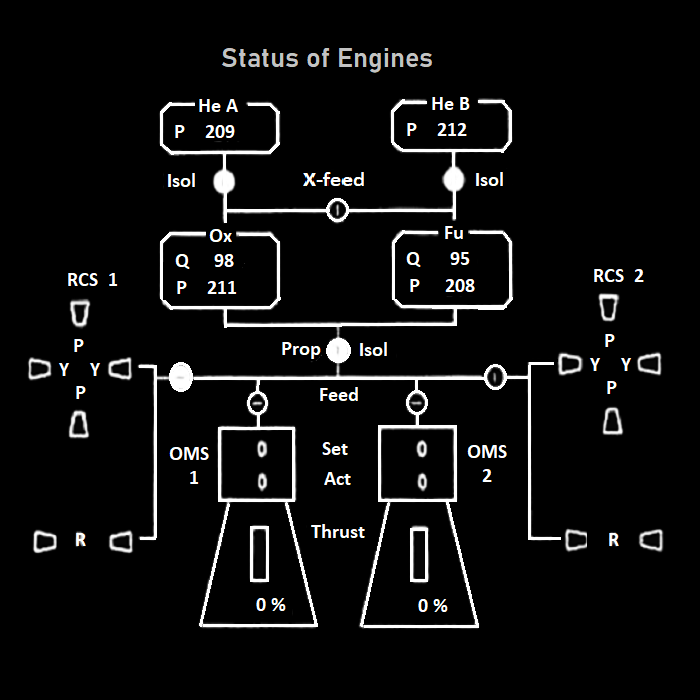 Status of Engines
He A
He B
P 209
P 212
Isol
X-feed
Isol
Ox
Fu
Q 98
Q 95
P 211
P 208
RCS 1
RCS 2
P
P
Prop Isol
Y Y
Y Y
P
P
Feed
OMS
1
0
Set
0
OMS
2
0
Act
0
Thrust
R
R
0 %
0 %